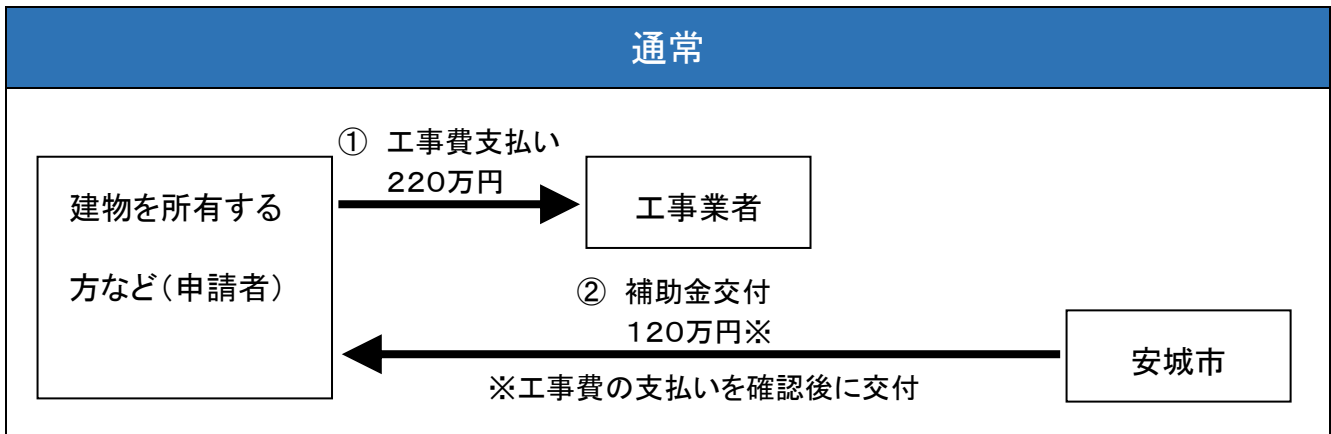 通常
① 工事費支払い
220万円
建物を所有する
方など（申請者）
工事業者
② 補助金交付
120万円※
安城市
※工事費の支払いを確認後に交付